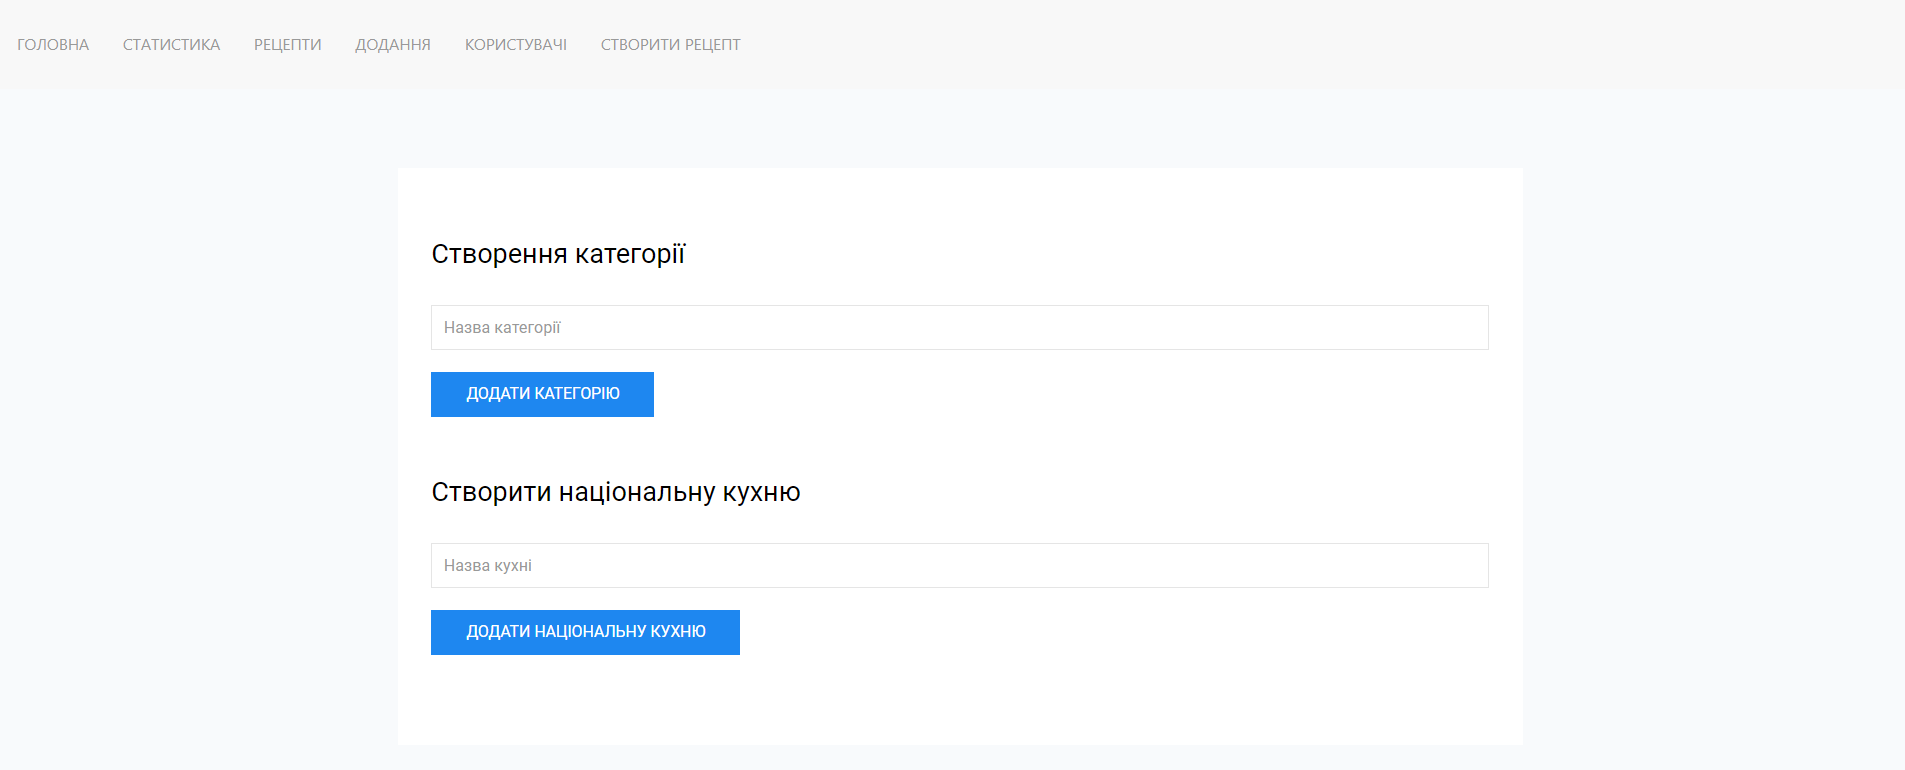 ГОЛОВНА СТАТИСТИКА РЕЦЕПТИ ДОДАННЯ КОРИСТУВАЧІ СТВОРИТИ РЕЦЕПТ
Створення категорії
Назва категорії
ДОДАТИ КАТЕГОРІЮ
Створити національну кухню
Назва кухні
ДОДАТИ НАЦІОНАЛЬНУ КУХНЮ